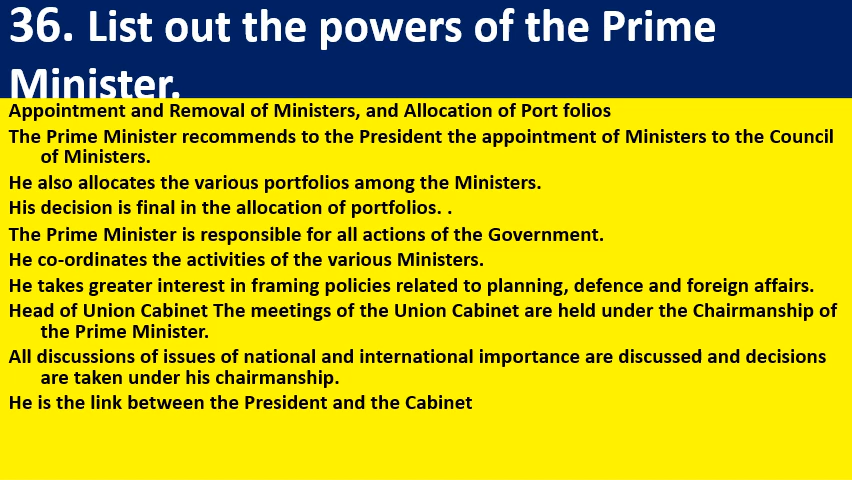 36. List out the powers of the Prime
Minister.
Appointment and Removal of Ministers, and Allocation of Port folios
The Prime Minister recommends to the President the appointment of Ministers to the Council
of Ministers.
He also allocates the various portfolios among the Ministers.
His decision is final in the allocation of portfolios. .
The Prime Minister is responsible for all actions of the Government.
He co-ordinates the activities of the various Ministers.
He takes greater interest in framing policies related to planning, defence and foreign affairs.
Head of Union Cabinet The meetings of the Union Cabinet are held under the Chairmanship of
the Prime Minister.
All discussions of issues of national and international importance are discussed and decisions
are taken under his chairmanship.
He is the link between the President and the Cabinet